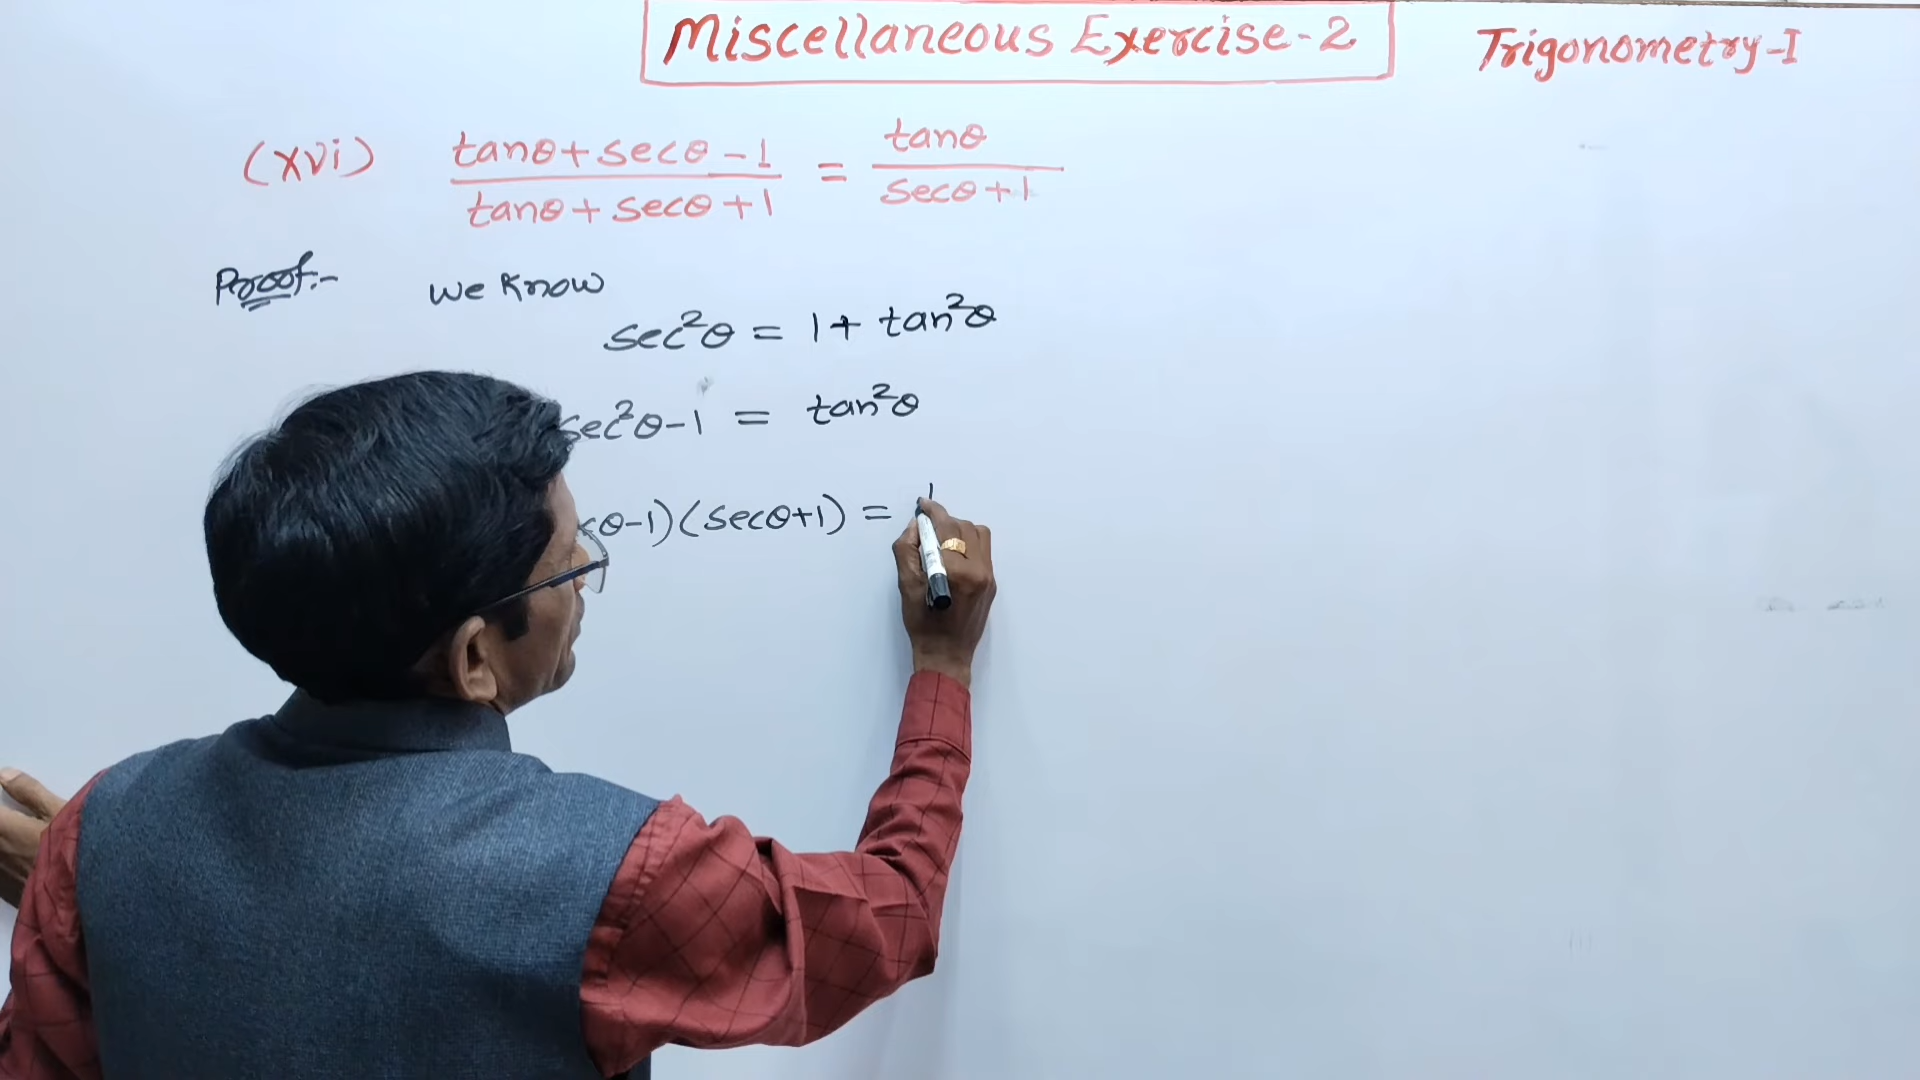 Miscellaneous Exercise-2
Trigonometry-I
(xvi) tanθ+secθ-1 / tanθ+secθ+1 = tanθ / secθ+1
Proof:- we know
sec²θ = 1+ tan²θ
sec²θ-1 = tan²θ
θ-1)(secθ+1) =